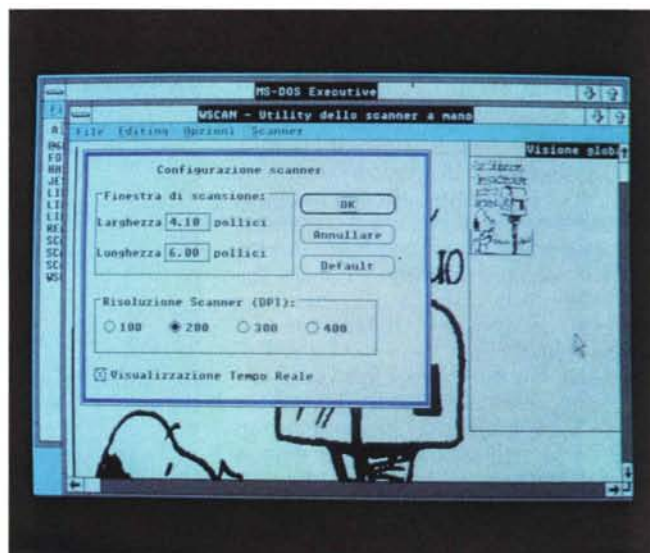 MS-DOS Executive
WSCAN - Utility dello scanner a mano
File Editing Opzioni Scanner
Visione globa
Configurazione scanner
Finestra di scansione:
Larghezza 4.10 pollici
Lunghezza 6.00 pollici
OK
Annullare
Default
Risoluzione Scanner (DPI):
100 200 300 400
Visualizzazione Tempo Reale